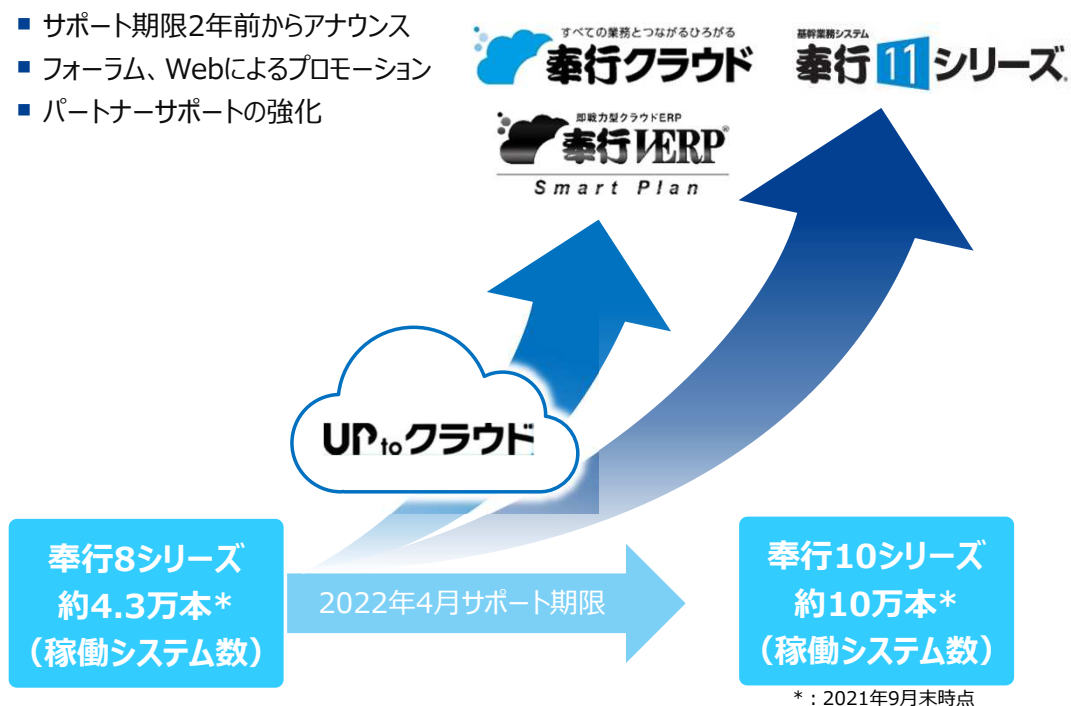 ■ サポート期限2年前からアナウンス
■ フォーラム、Webによるプロモーション
■ パートナーサポートの強化
すべての業務とつながるひろがる
奉行クラウド
基幹業務システム
奉行11シリーズ
即戦力型クラウドERP
奉行VERP®
Smart Plan
UPtoクラウド
奉行8シリーズ
約4.3万本*
(稼働システム数)
2022年4月サポート期限
奉行10シリーズ
約10万本*
(稼働システム数)
*:2021年9月末時点